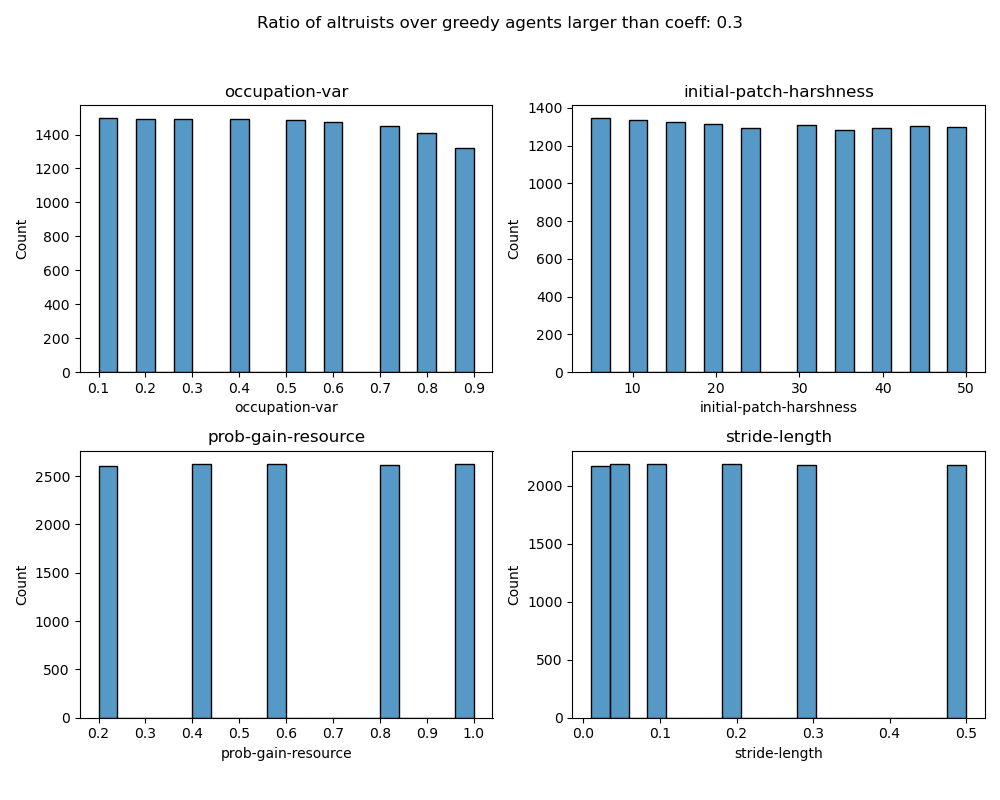 Ratio of altruists over greedy agents larger than coeff: 0.3
occupation-var
1400
1200
1000
800
600
400
200
0
Count
0.1 0.2 0.3 0.4 0.5 0.6 0.7 0.8 0.9
occupation-var
initial-patch-harshness
1400
1200
1000
800
600
400
200
0
Count
10 20 30 40 50
initial-patch-harshness
prob-gain-resource
2500
2000
1500
1000
500
0
Count
0.2 0.3 0.4 0.5 0.6 0.7 0.8 0.9 1.0
prob-gain-resource
stride-length
2000
1500
1000
500
0
Count
0.0 0.1 0.2 0.3 0.4 0.5
stride-length